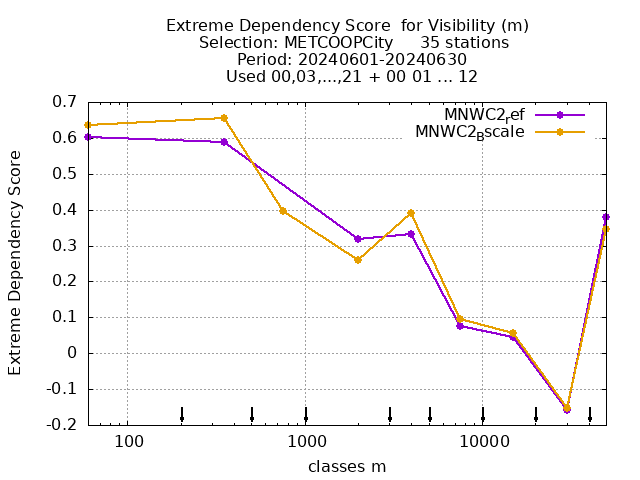 Extreme Dependency Score  for Visibility (m)
Selection: METCOOPCity     35 stations
Period: 20240601-20240630
Used 00,03,...,21 + 00 01 ... 12
MNWC2ref
MNWC2Bscale
Extreme Dependency Score
0.7
0.6
0.5
0.4
0.3
0.2
0.1
0
-0.1
-0.2
100 1000 10000
classes m